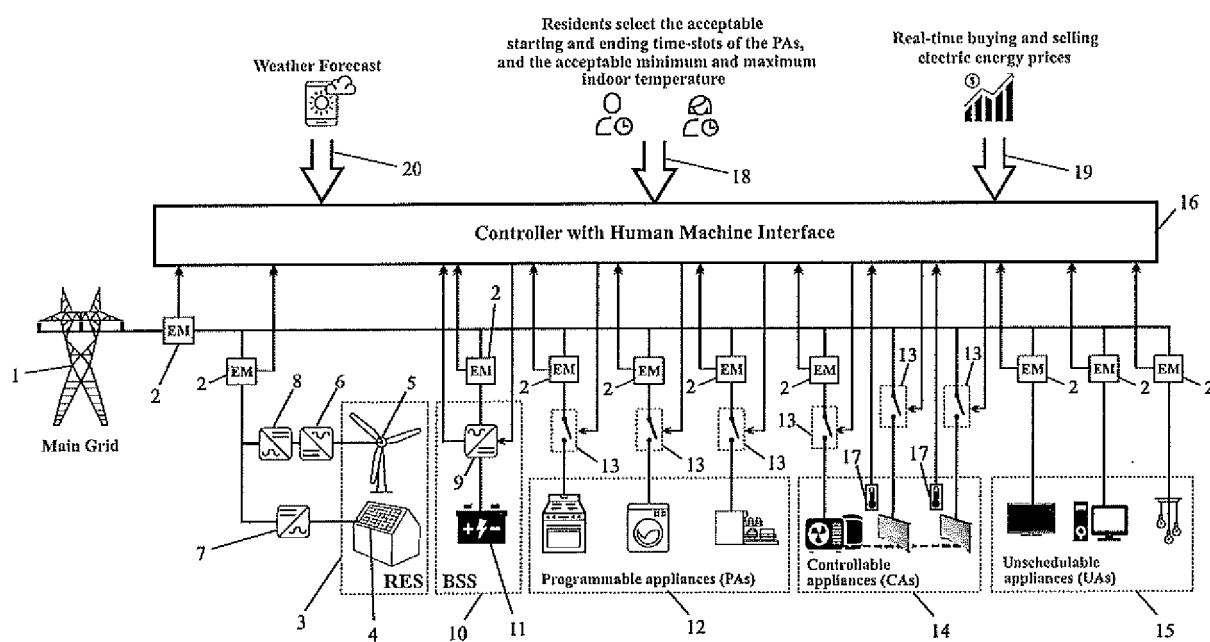 Residents select the acceptable
starting and ending time-slots of the PAs,
and the acceptable minimum and maximum
indoor temperature
Real-time buying and selling
electric energy prices
Weather Forecast
$
20
18
19
16
Controller with Human Machine Interface
2
EM
1
2
EM
2
EM
EM
2
EM
2
EM
2
EM
2
13
13
EM
2
EM
2
EM
2
8
6
5
13
13
13
13
9
17
17
Main Grid
7
RES
BSS
Programmable appliances (PAs)
Controllable
appliances (CAs)
Unschedulable
appliances (UAs)
3
4
10
11
12
14
15